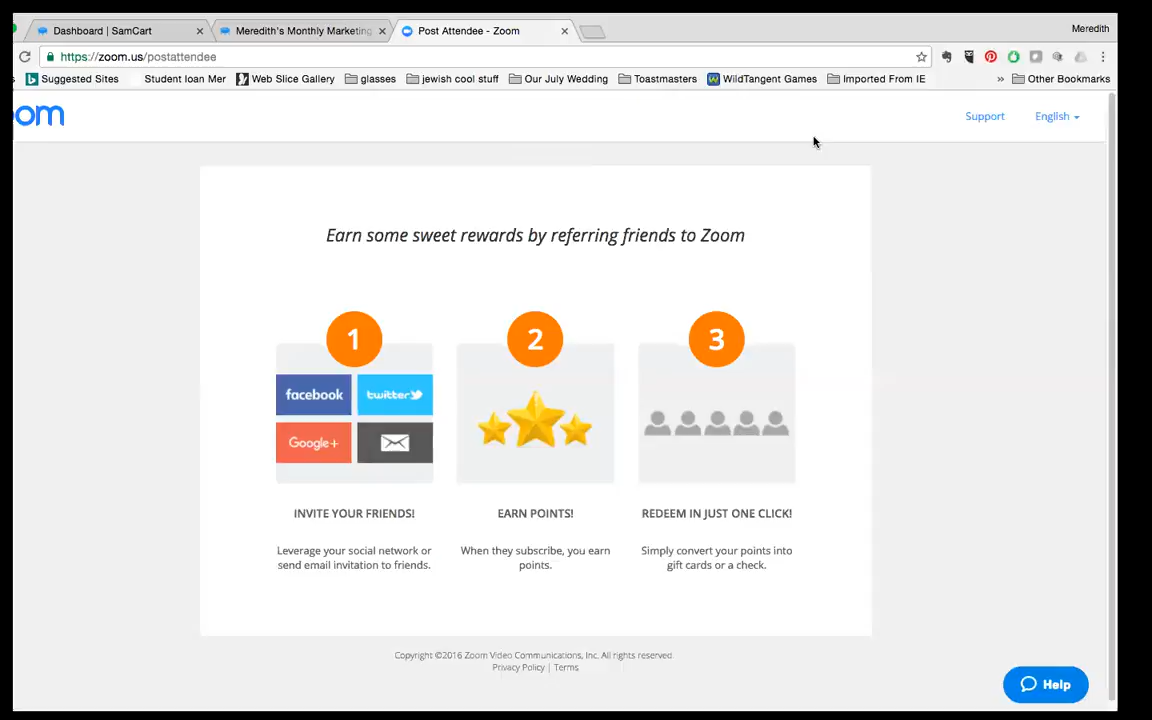 Dashboard | SamCart
Meredith's Monthly Marketing
Post Attendee - Zoom
Meredith
https://zoom.us/postattendee
Suggested Sites
Student loan Mer
Web Slice Gallery
glasses
jewish cool stuff
Our July Wedding
Toastmasters
WildTangent Games
Imported From IE
»
Other Bookmarks
oom
Support
English
Earn some sweet rewards by referring friends to Zoom
1
2
3
facebook
twitter
Google+
INVITE YOUR FRIENDS!
EARN POINTS!
REDEEM IN JUST ONE CLICK!
Leverage your social network or
send email invitation to friends.
When they subscribe, you earn
points.
Simply convert your points into
gift cards or a check.
Copyright ©2016 Zoom Video Communications, Inc. All rights reserved.
Privacy Policy | Terms
Help